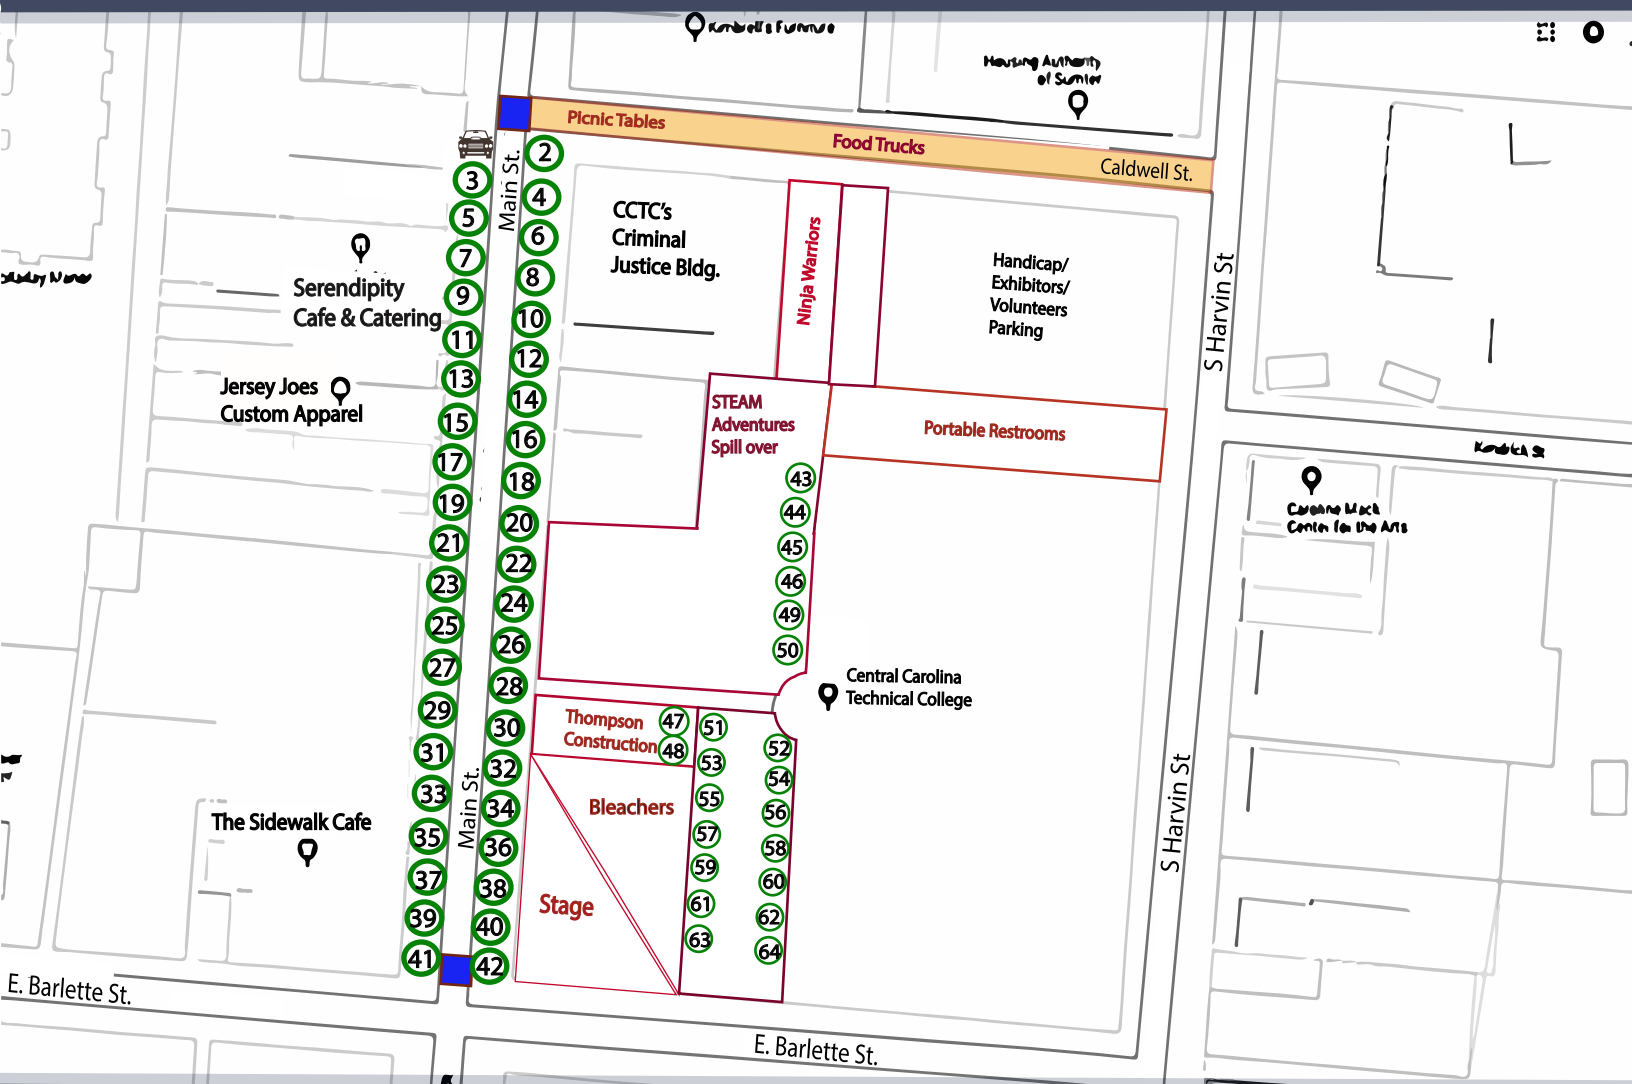 Housing Authority
of Sumter
Picnic Tables
Food Trucks
Caldwell St.
Main St.
2
3
4
5
6
7
8
9
10
11
12
13
14
15
16
17
18
19
20
21
22
23
24
25
26
27
28
29
30
31
32
33
34
35
36
37
38
39
40
41
42
CCTC's
Criminal
Justice Bldg.
Ninja Warriors
Handicap/
Exhibitors/
Volunteers
Parking
S Harvin St
Serendipity
Cafe & Catering
Jersey Joes
Custom Apparel
STEAM
Adventures
Spill over
Portable Restrooms
43
44
45
46
49
50
Central Carolina
Technical College
Center for the Arts
Thompson
Construction
47
48
51
52
53
54
55
56
57
58
59
60
61
62
63
64
Bleachers
Stage
Main St.
The Sidewalk Cafe
S Harvin St
E. Barlette St.
E. Barlette St.